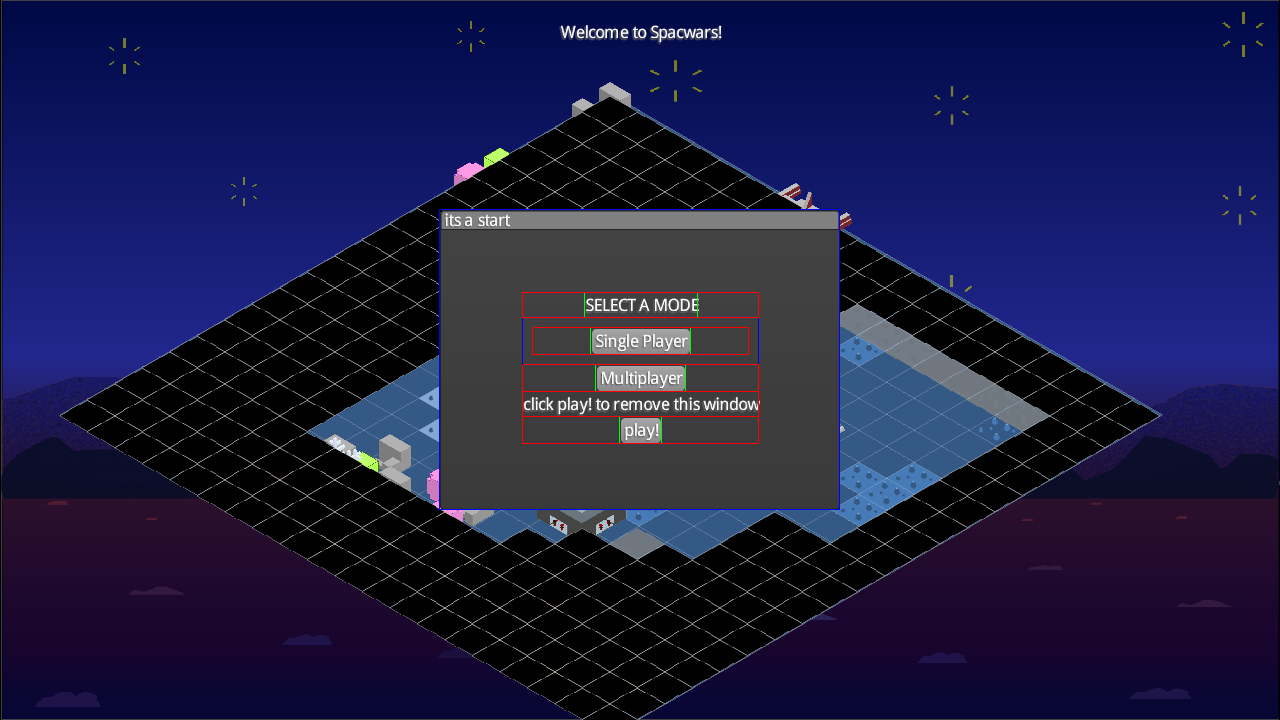 Welcome to Spacwars!
its a start
SELECT A MODE
Single Player
Multiplayer
click play! to remove this window
play!